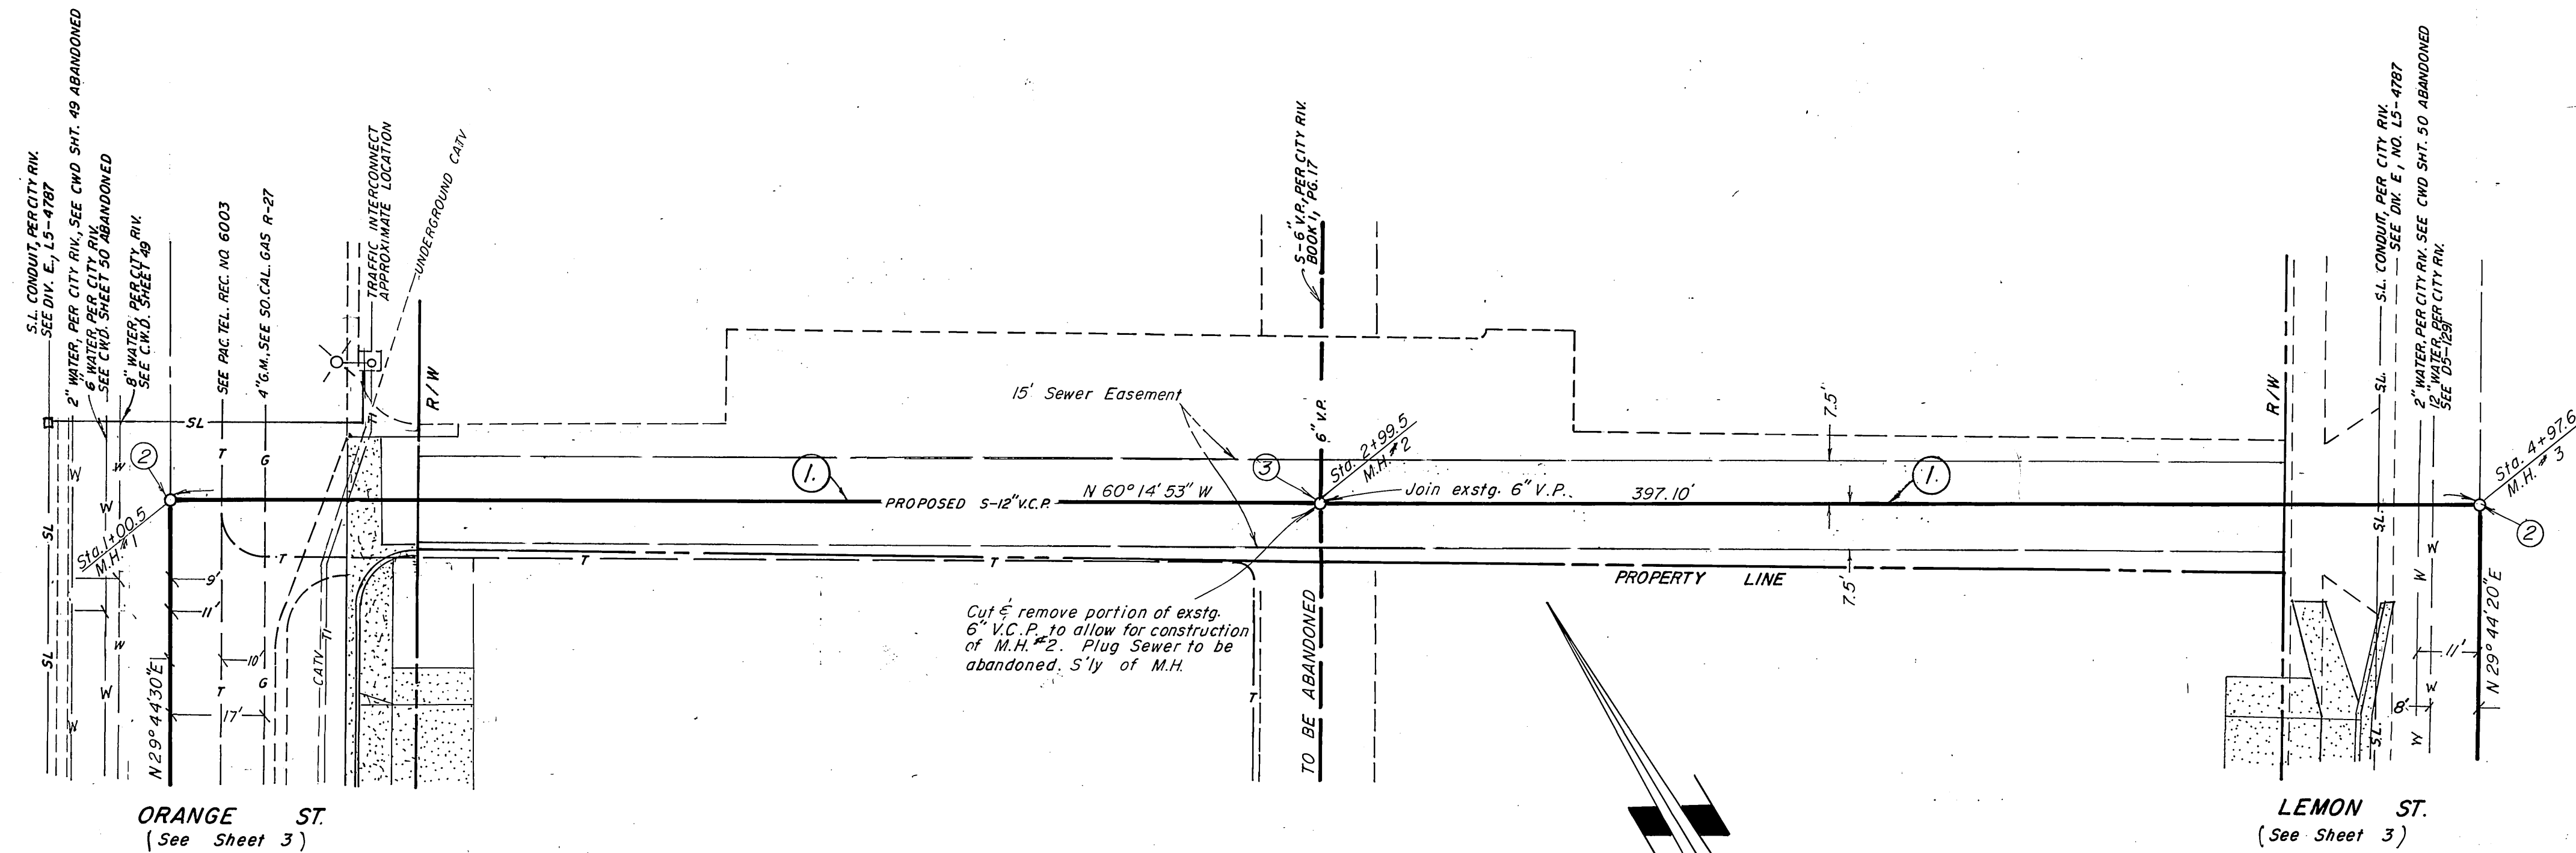 S.L. CONDUIT, PER CITY RIV.
SEE DIV. E., L5-4787
2" WATER, PER CITY RIV., SEE CWD SHT. 49 ABANDONED
6" WATER, PER CITY RIV.
SEE CWD. SHEET 50 ABANDONED
8" WATER, PER CITY RIV.
SEE C.W.D. SHEET 49
SEE PAC. TEL. REC. NO. 6003
4" G.M., SEE SO. CAL. GAS R-27
TRAFFIC INTERCONNECT
APPROXIMATE LOCATION
UNDERGROUND CATV
R/W
S-6" V.P., PER CITY RIV.
BOOK 1, PG. 17
R/W
S.L. CONDUIT, PER CITY RIV.
SEE DIV. E, NO. L5-4787
2" WATER, PER CITY RIV. SEE CWD SHT. 50 ABANDONED
12" WATER, PER CITY RIV.
SEE D5-1291
SL
T
G
TI
15' Sewer Easement
6" V.P.
7.5'
S.L.
W
W
W
W
2
1.
3
Sta. 2+99.5
M.H. #2
1.
Sta. 4+97.6
M.H. # 3
2
PROPOSED S-12" V.C.P.
N 60° 14' 53" W
Join exstg. 6" V.P.
397.10'
Sta. 1+00.5
M.H. # 1
SL
SL
S.L.
T
T
T
PROPERTY LINE
7.5'
9'
11'
10'
17'
N 29° 44' 30" E
CATV
TI
T
G
SL
W
W
W
Cut & remove portion of exstg.
6" V.C.P. to allow for construction
of M.H. #2. Plug Sewer to be
abandoned. S'ly of M.H.
T
TO BE ABANDONED
S.L.
W
W
W
W
11'
8'
N 29° 44' 20" E
ORANGE ST.
(See Sheet 3)
LEMON ST.
(See Sheet 3)